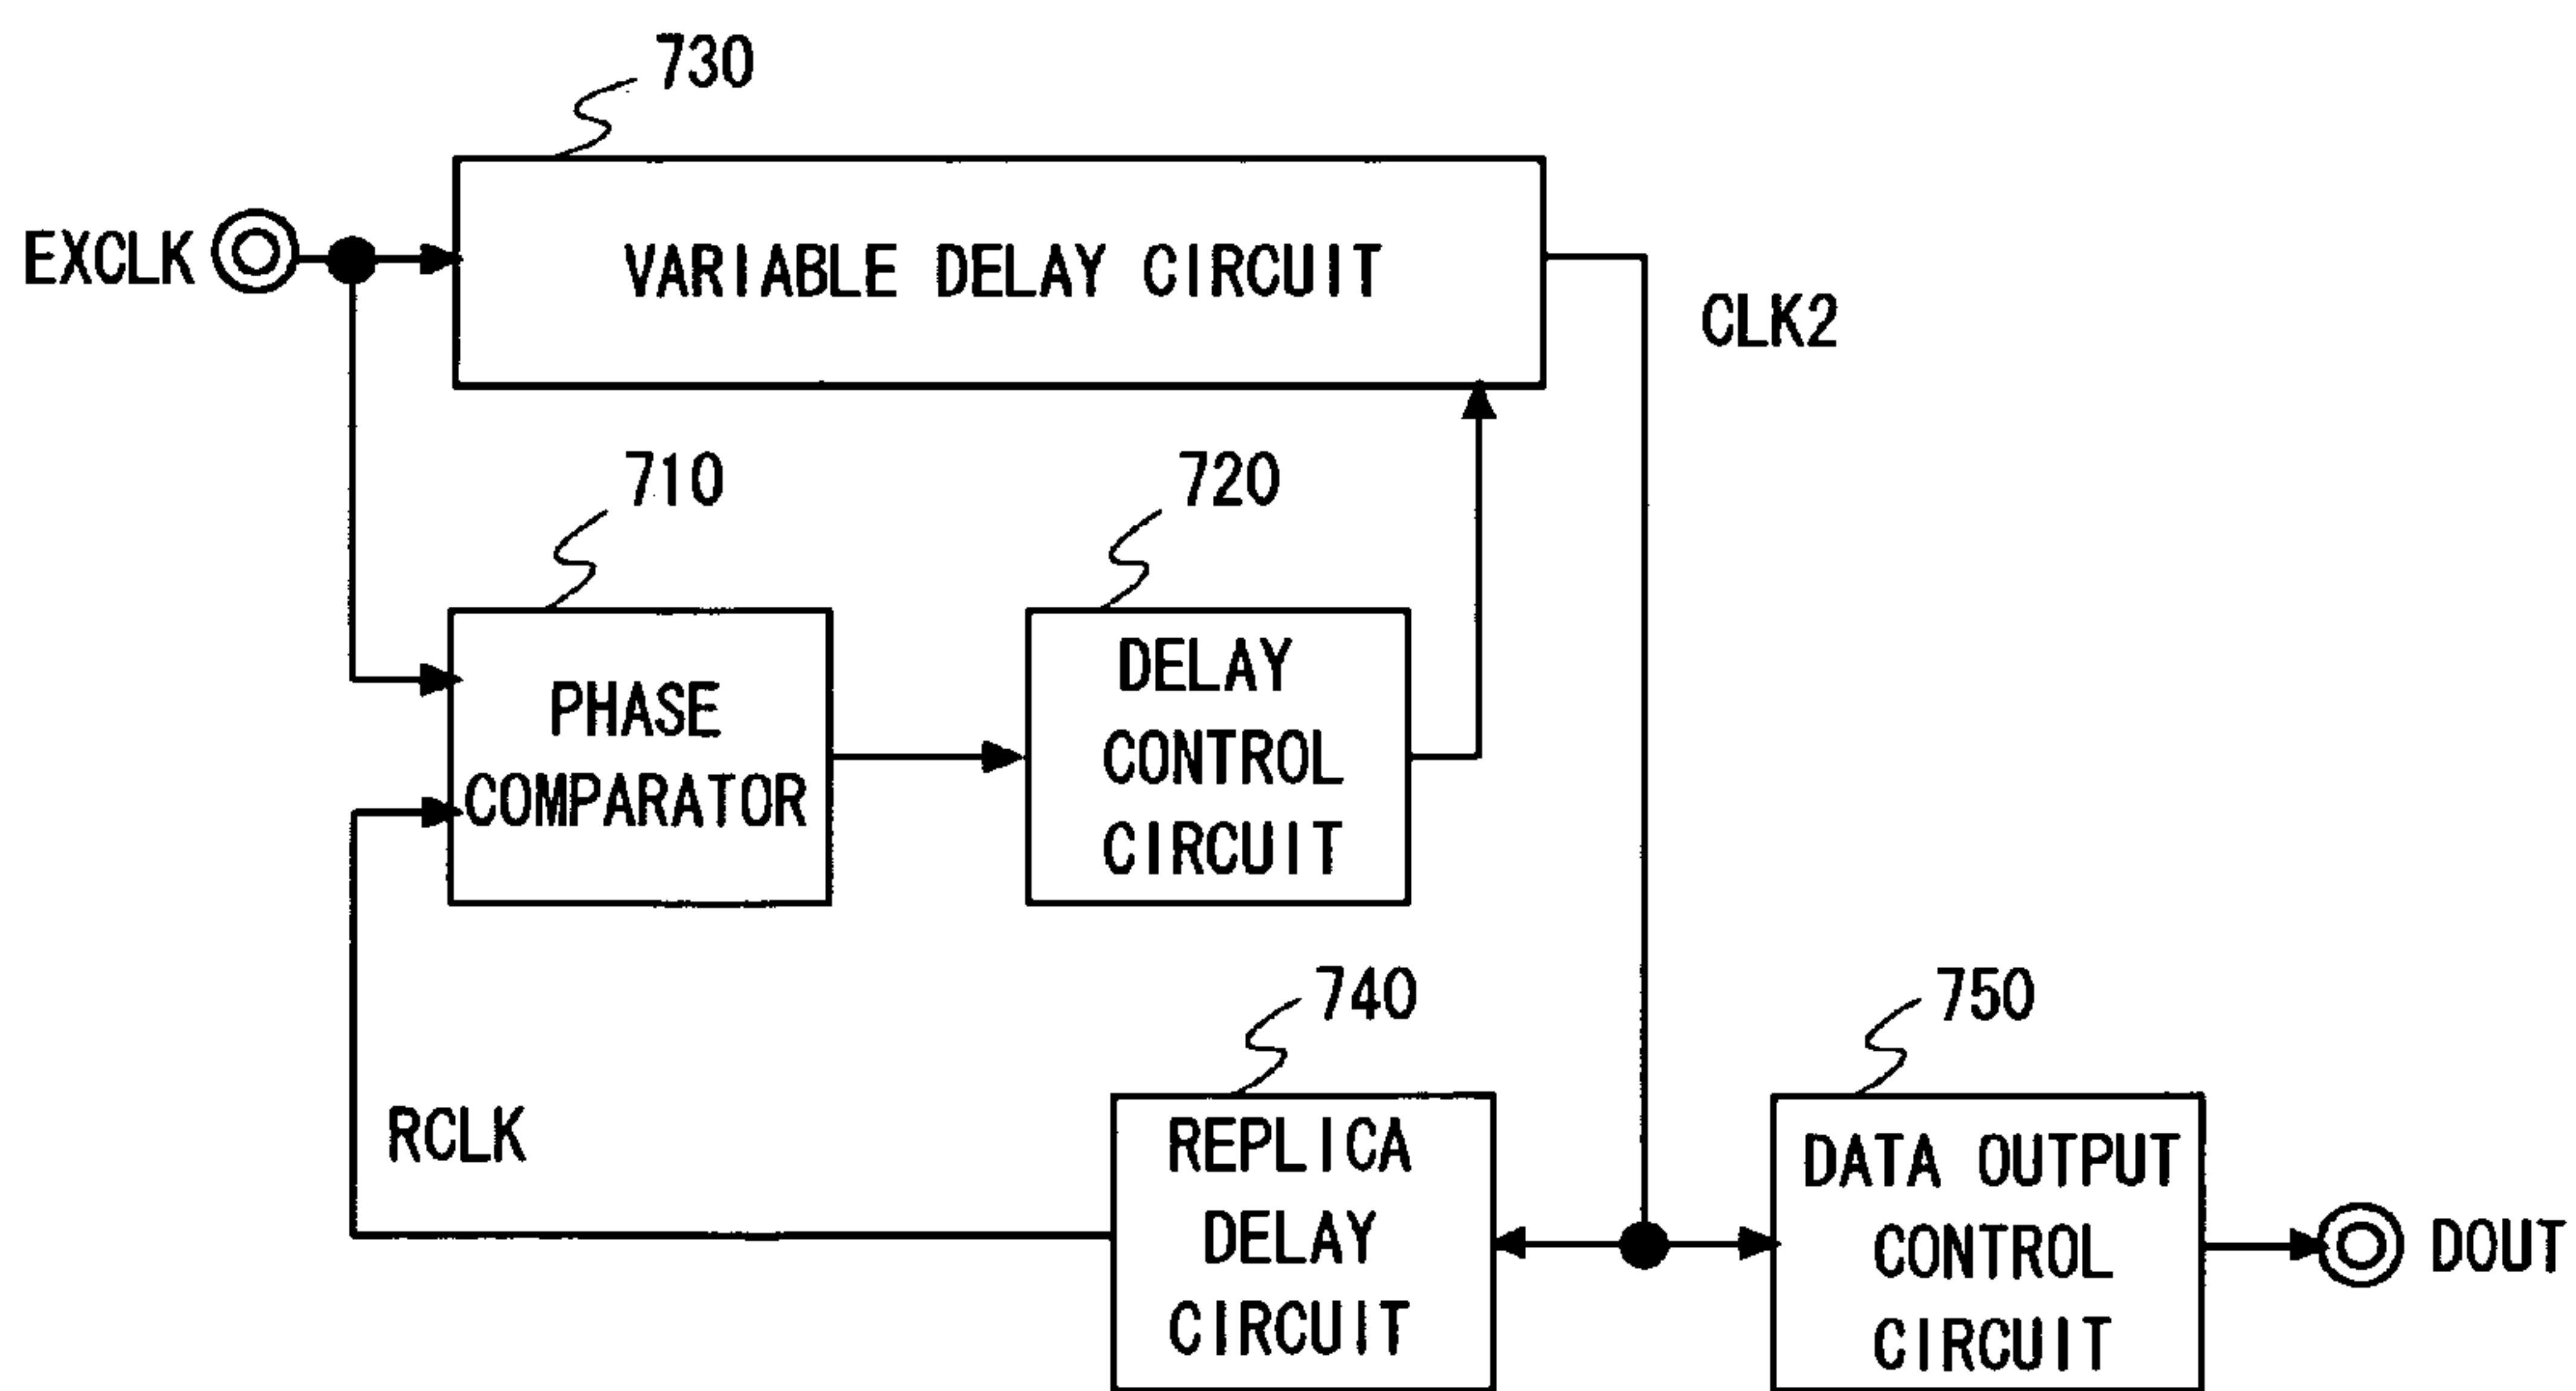 730
EXCLK
VARIABLE DELAY CIRCUIT
CLK2
710
720
PHASE
COMPARATOR
DELAY
CONTROL
CIRCUIT
740
750
RCLK
REPLICA
DELAY
CIRCUIT
DATA OUTPUT
CONTROL
CIRCUIT
DOUT